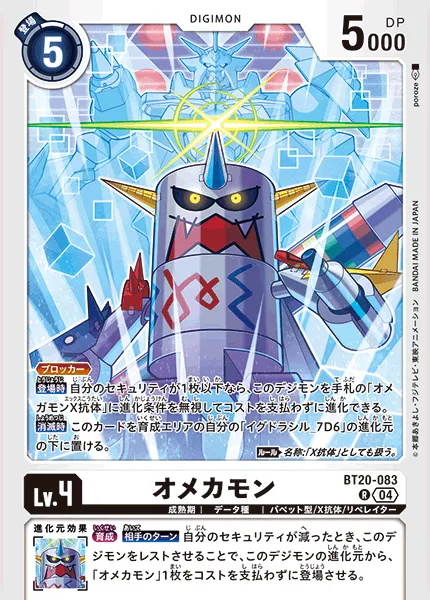 DIGIMON
登場
5
DP
5000
poroze
©本郷あきよし・フジテレビ・東映アニメーション BANDAI MADE IN JAPAN
ブロッカー
登場時 自分のセキュリティが1枚以下なら、このデジモンを手札の「オメ
ガモンX抗体」に進化条件を無視してコストを支払わずに進化できる。
消滅時 このカードを育成エリアの自分の「イグドラシル_7D6」の進化元
の下に置ける。
ルール 名称:「X抗体」としても扱う。
Lv.4
オメカモン
BT20-083
R 04
成熟期 データ種 パペット型/X抗体/リベレイター
進化元効果
育成 相手のターン 自分のセキュリティが減ったとき、このデ
ジモンをレストさせることで、このデジモンの進化元から、
「オメカモン」1枚をコストを支払わずに登場させる。